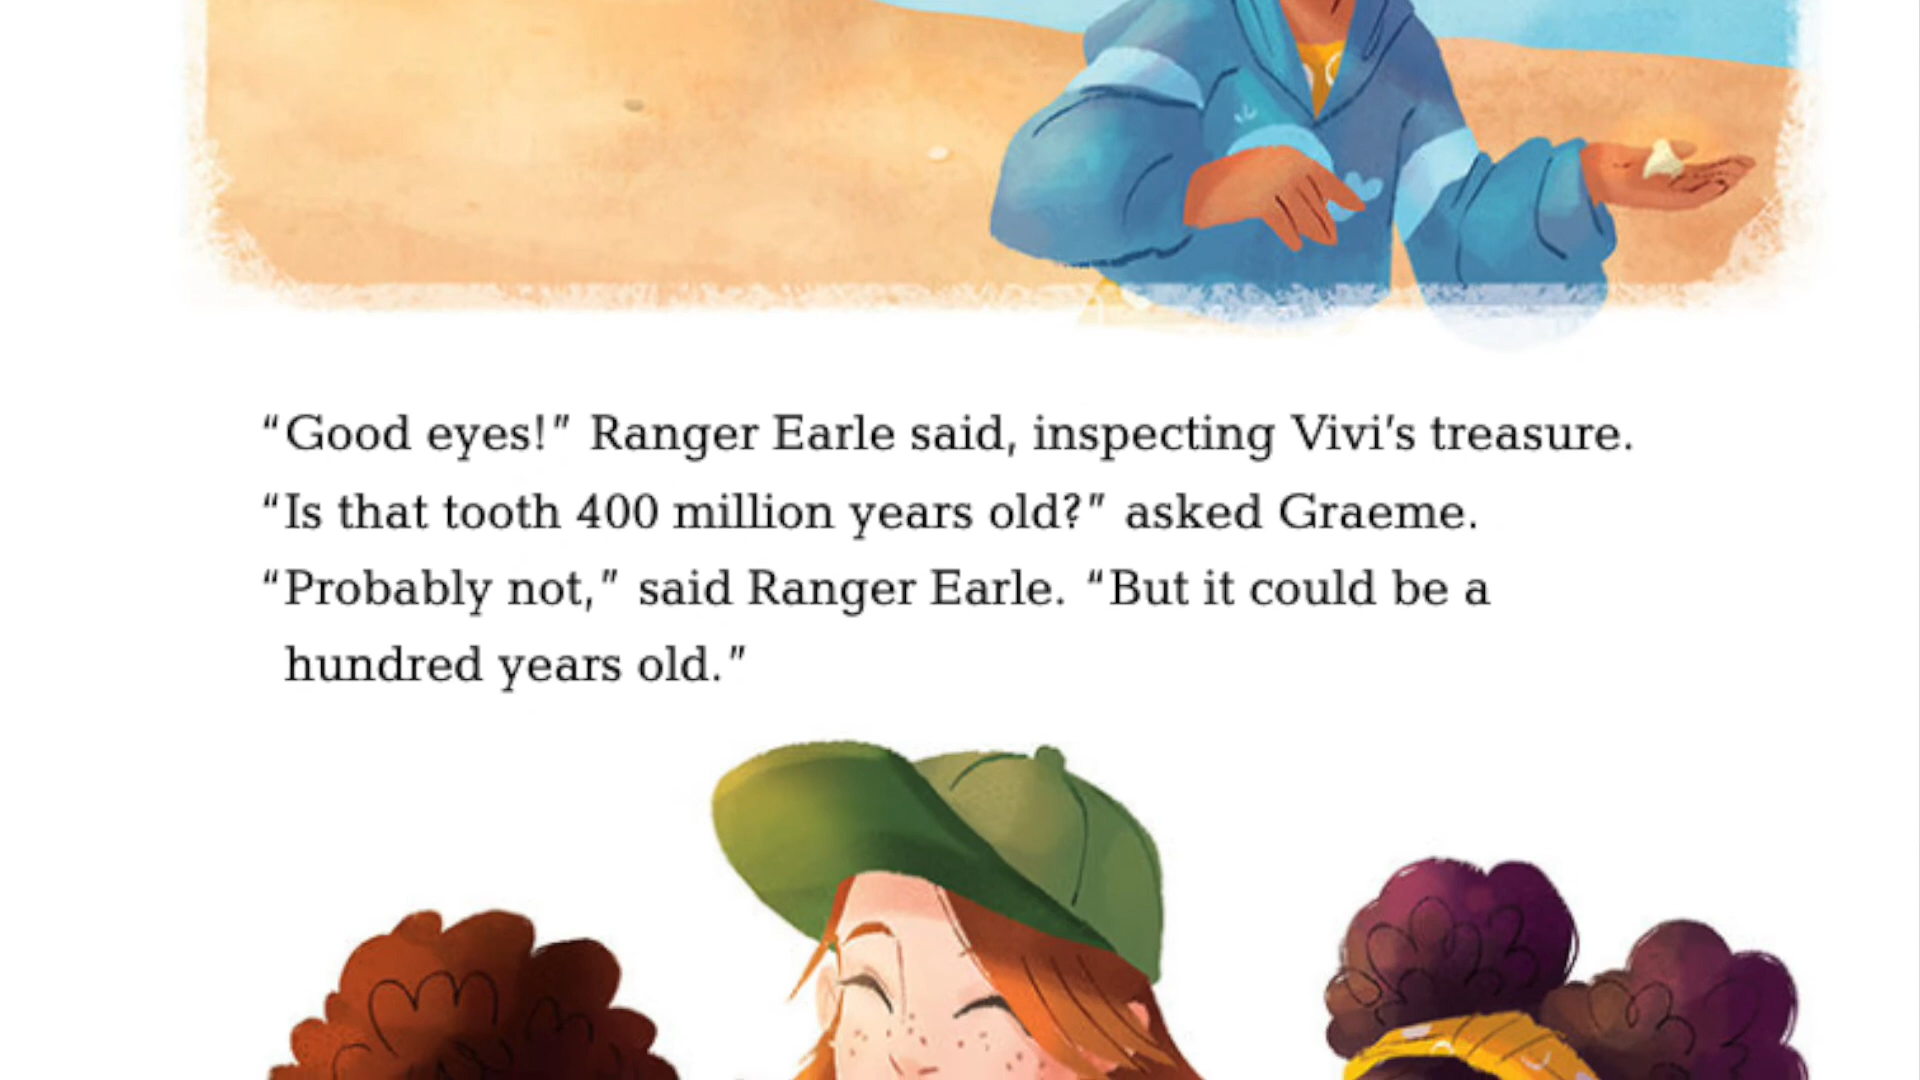 “Good eyes!” Ranger Earle said, inspecting Vivi’s treasure.
“Is that tooth 400 million years old?” asked Graeme.
“Probably not,” said Ranger Earle. “But it could be a
hundred years old.”